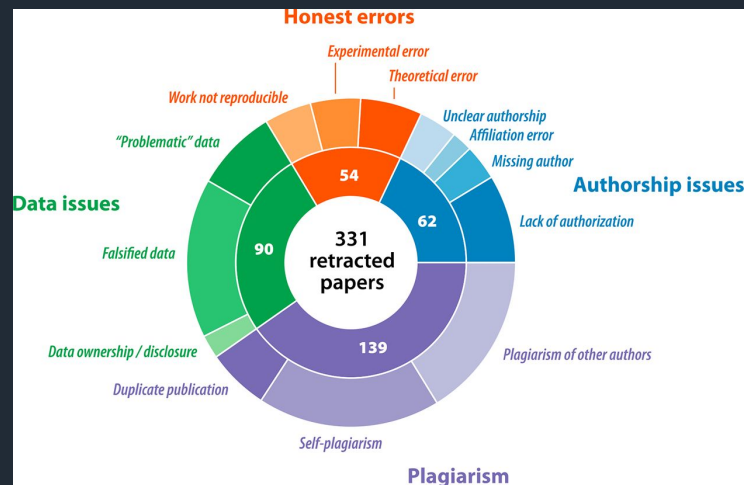 Honest errors
Experimental error
Theoretical error
Work not reproducible
Unclear authorship
"Problematic" data
Affiliation error
Missing author
Authorship issues
54
Data issues
62
Lack of authorization
90
331
retracted
papers
Falsified data
139
Data ownership / disclosure
Plagiarism of other authors
Duplicate publication
Self-plagiarism
Plagiarism